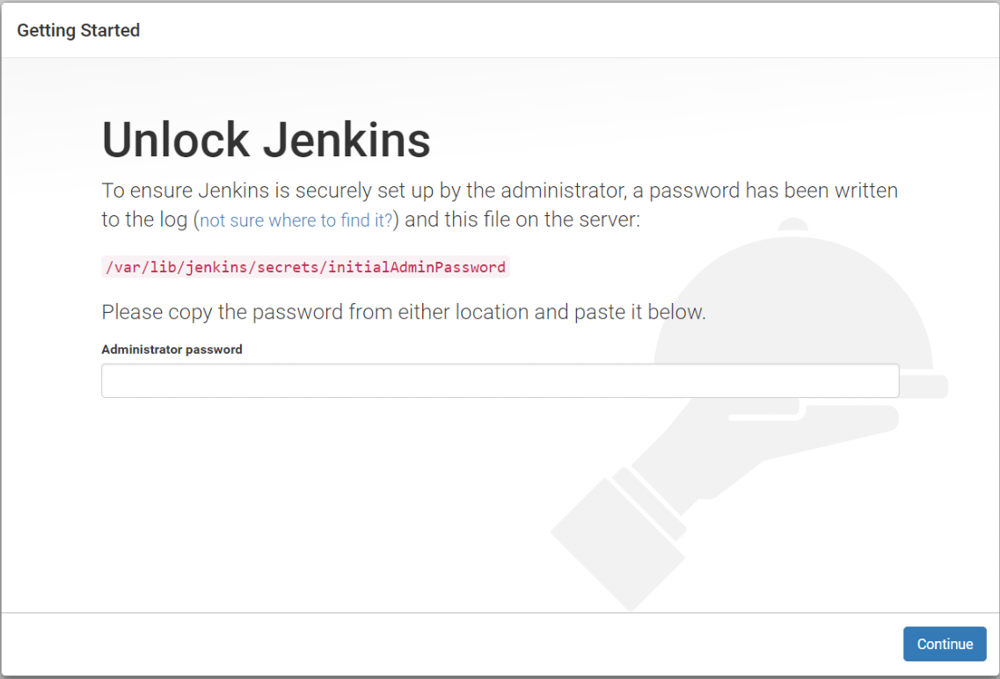 Getting Started
Unlock Jenkins
To ensure Jenkins is securely set up by the administrator, a password has been written
to the log (not sure where to find it?) and this file on the server:
/var/lib/jenkins/secrets/initialAdminPassword
Please copy the password from either location and paste it below.
Administrator password
Continue